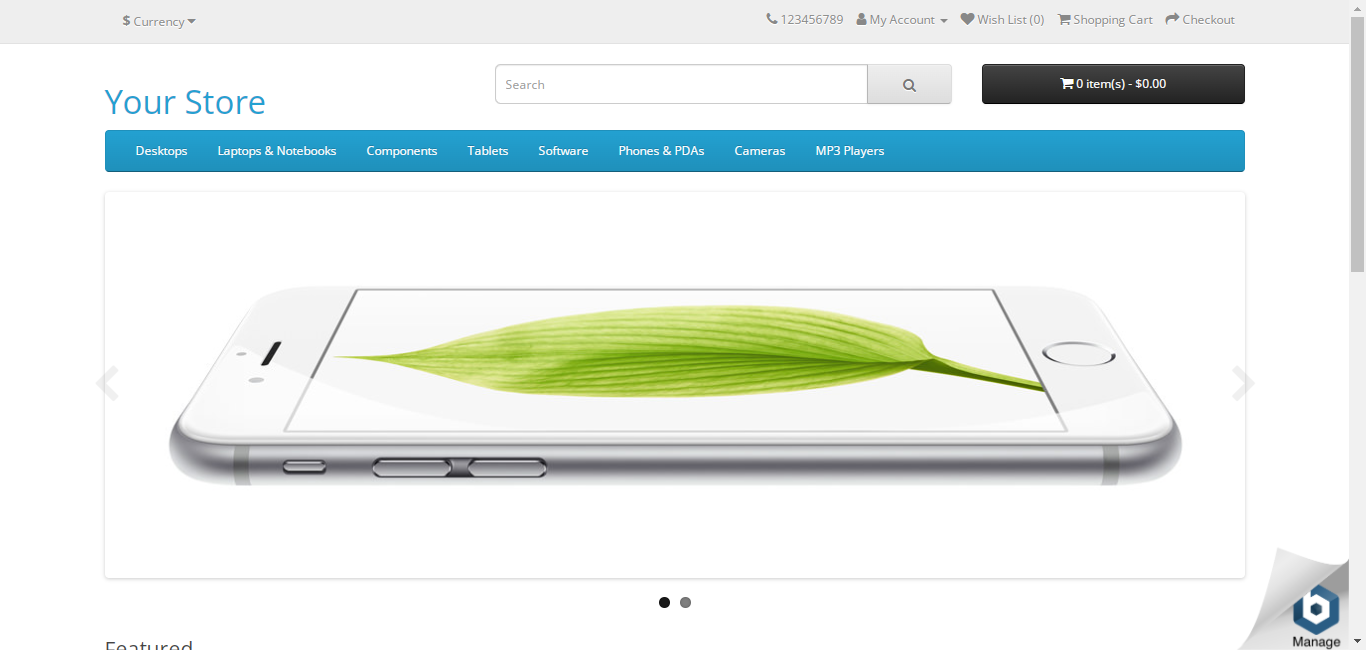 $ Currency
123456789 My Account Wish List (0) Shopping Cart Checkout
Your Store
Search
0 item(s) - $0.00
Desktops Laptops & Notebooks Components Tablets Software Phones & PDAs Cameras MP3 Players
Featured
Manage